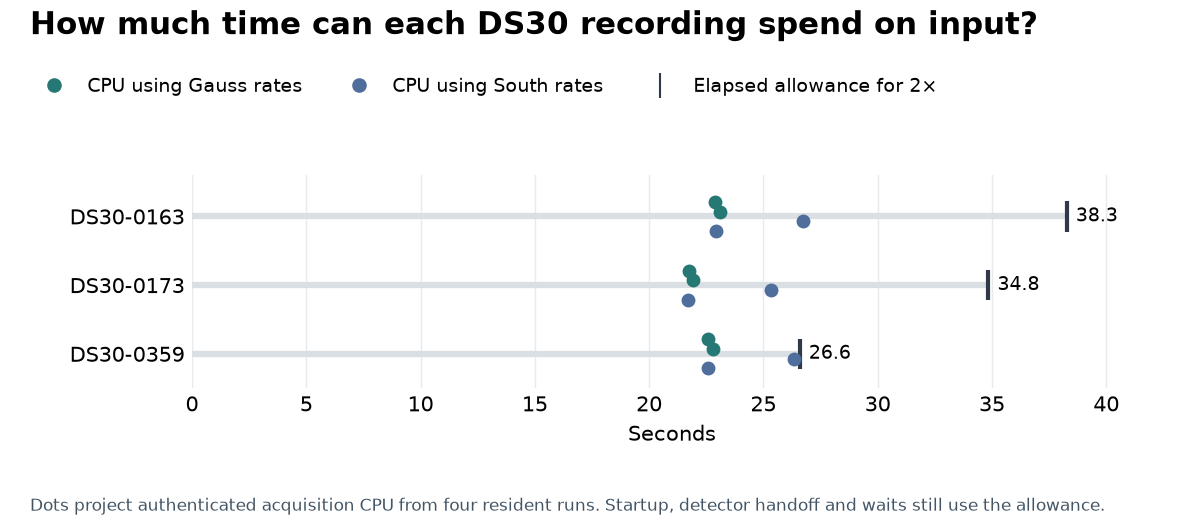 How much time can each DS30 recording spend on input?
CPU using Gauss rates
CPU using South rates
Elapsed allowance for 2×
DS30-0163
38.3
DS30-0173
34.8
DS30-0359
26.6
0 5 10 15 20 25 30 35 40
Seconds
Dots project authenticated acquisition CPU from four resident runs. Startup, detector handoff and waits still use the allowance.